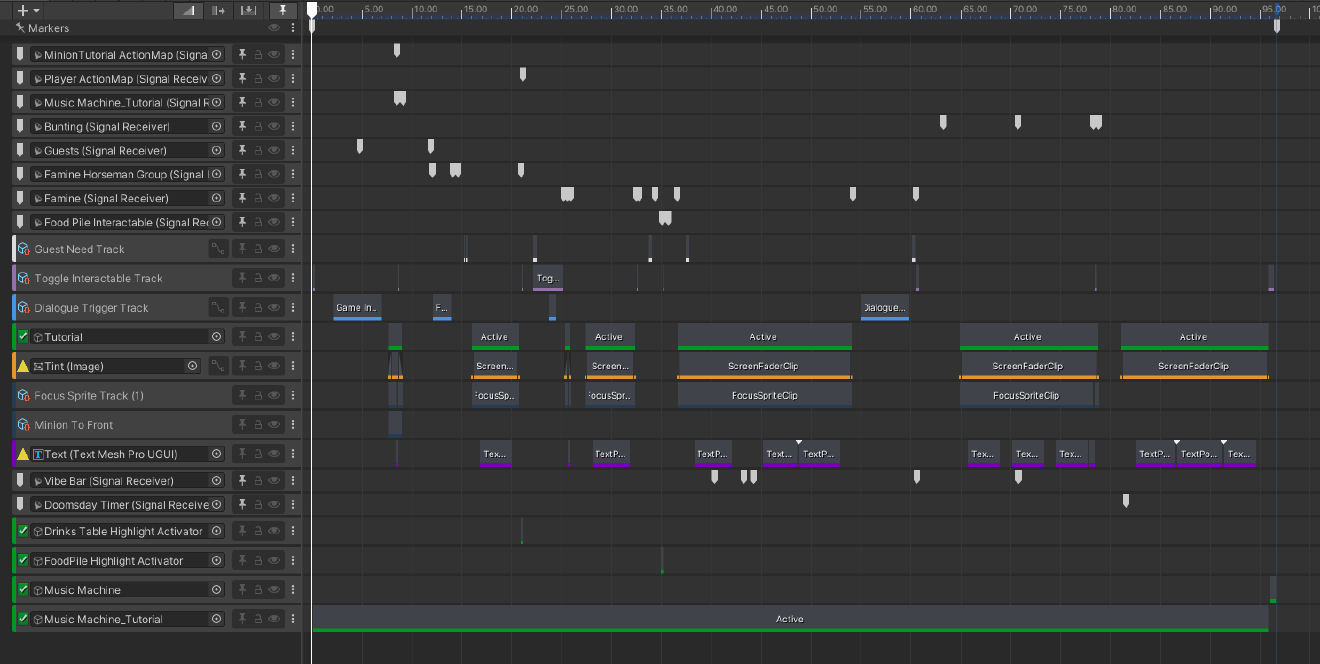 0.00 5.00 10.00 15.00 20.00 25.00 30.00 35.00 40.00 45.00 50.00 55.00 60.00 65.00 70.00 75.00 80.00 85.00 90.00 95.00 10
Markers
MinionTutorial ActionMap (Signa
Player ActionMap (Signal Receiv
Music Machine_Tutorial (Signal R
Bunting (Signal Receiver)
Guests (Signal Receiver)
Famine Horseman Group (Signal
Famine (Signal Receiver)
Food Pile Interactable (Signal Rec
Guest Need Track
Toggle Interactable Track Tog...
Dialogue Trigger Track Game In.. F... Dialogue...
Tutorial Active Active Active Active Active
Tint (Image) Screen... Screen... ScreenFaderClip ScreenFaderClip ScreenFaderClip
Focus Sprite Track (1) FocusSp.. FocusSpr.. FocusSpriteClip FocusSpriteClip
Minion To Front
Text (Text Mesh Pro UGUI) Tex... TextP... TextP... Text... TextP... Tex... Tex... Tex... TextP... TextPo... Tex...
Vibe Bar (Signal Receiver)
Doomsday Timer (Signal Receive
Drinks Table Highlight Activator
FoodPile Highlight Activator
Music Machine
Music Machine_Tutorial Active